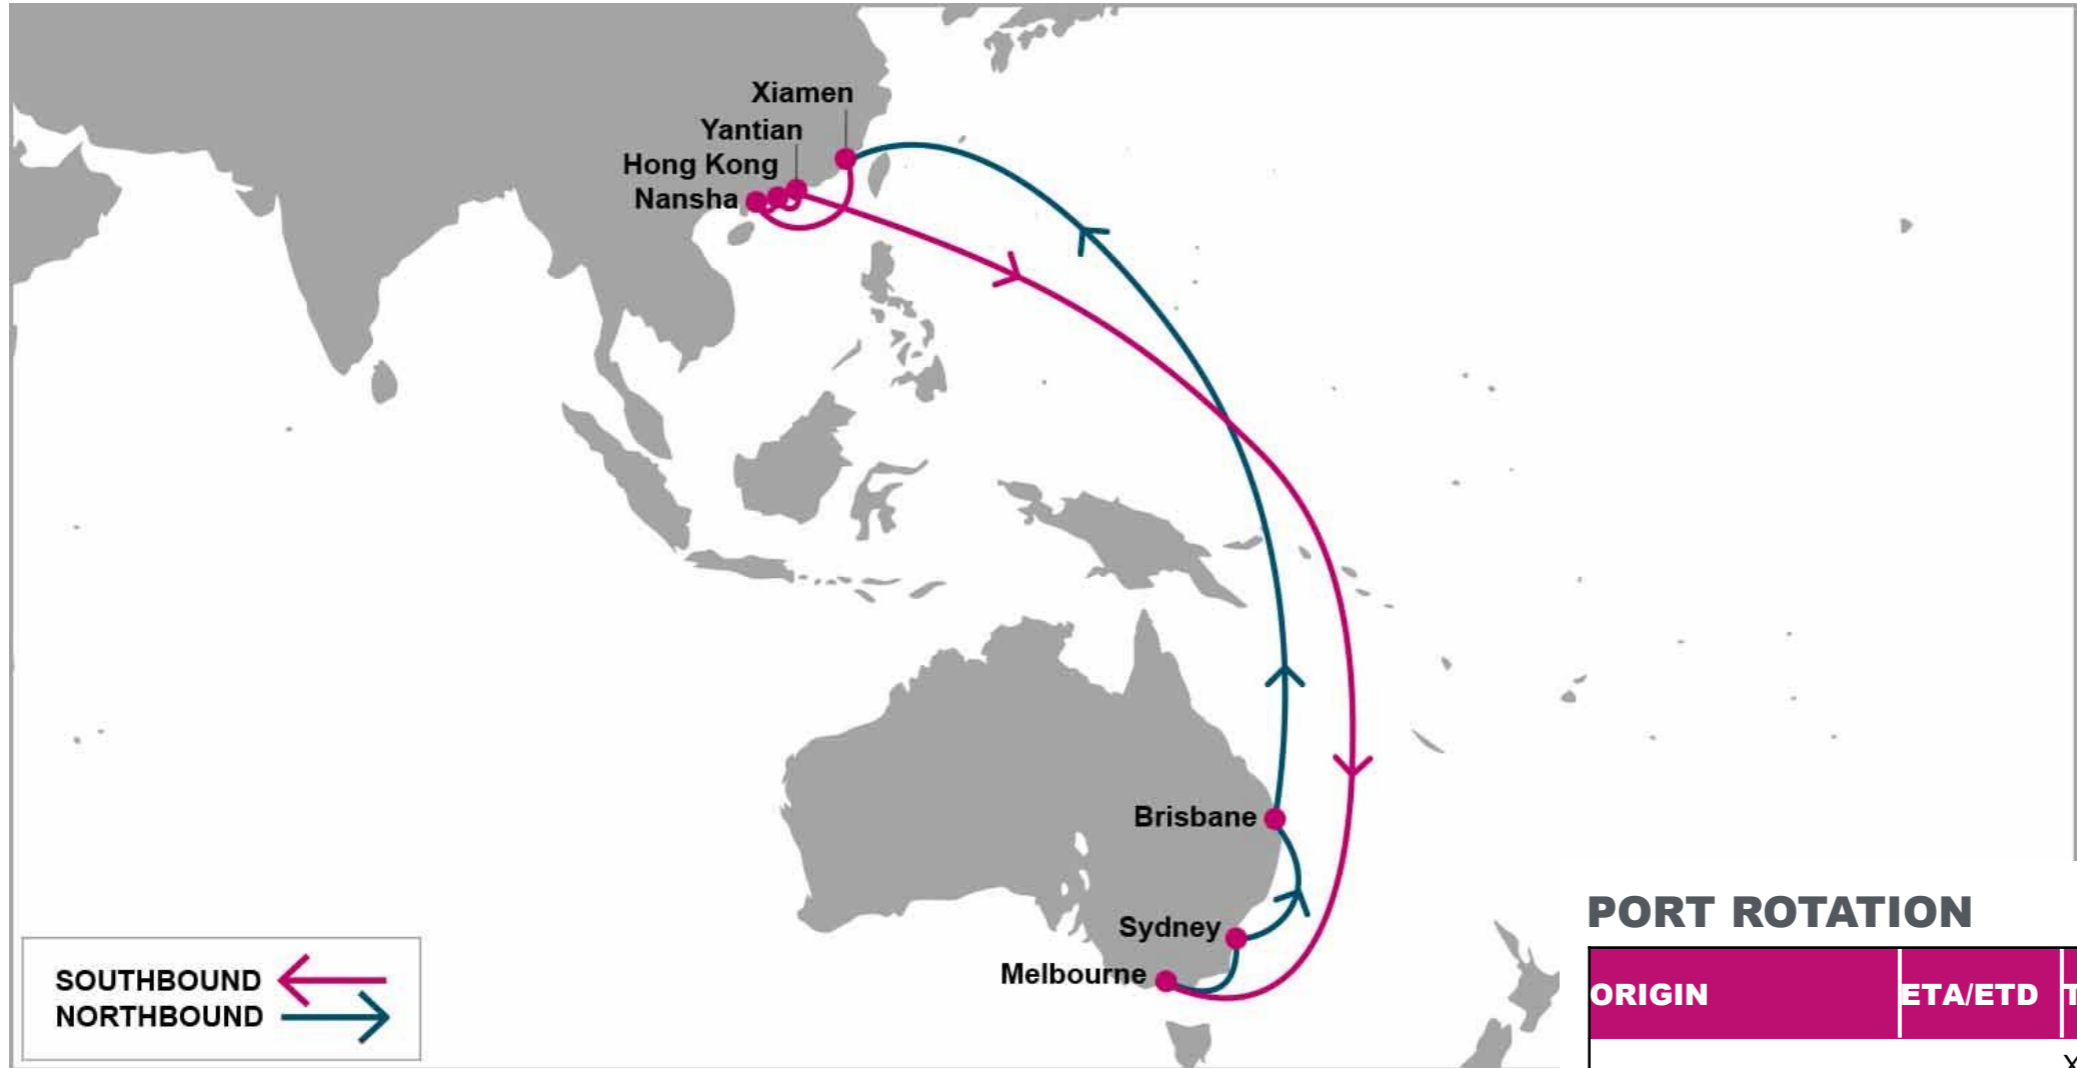 Xiamen
Yantian
Hong Kong
Nansha
Brisbane
Sydney
Melbourne
SOUTHBOUND
NORTHBOUND
PORT ROTATION
ORIGIN ETA/ETD